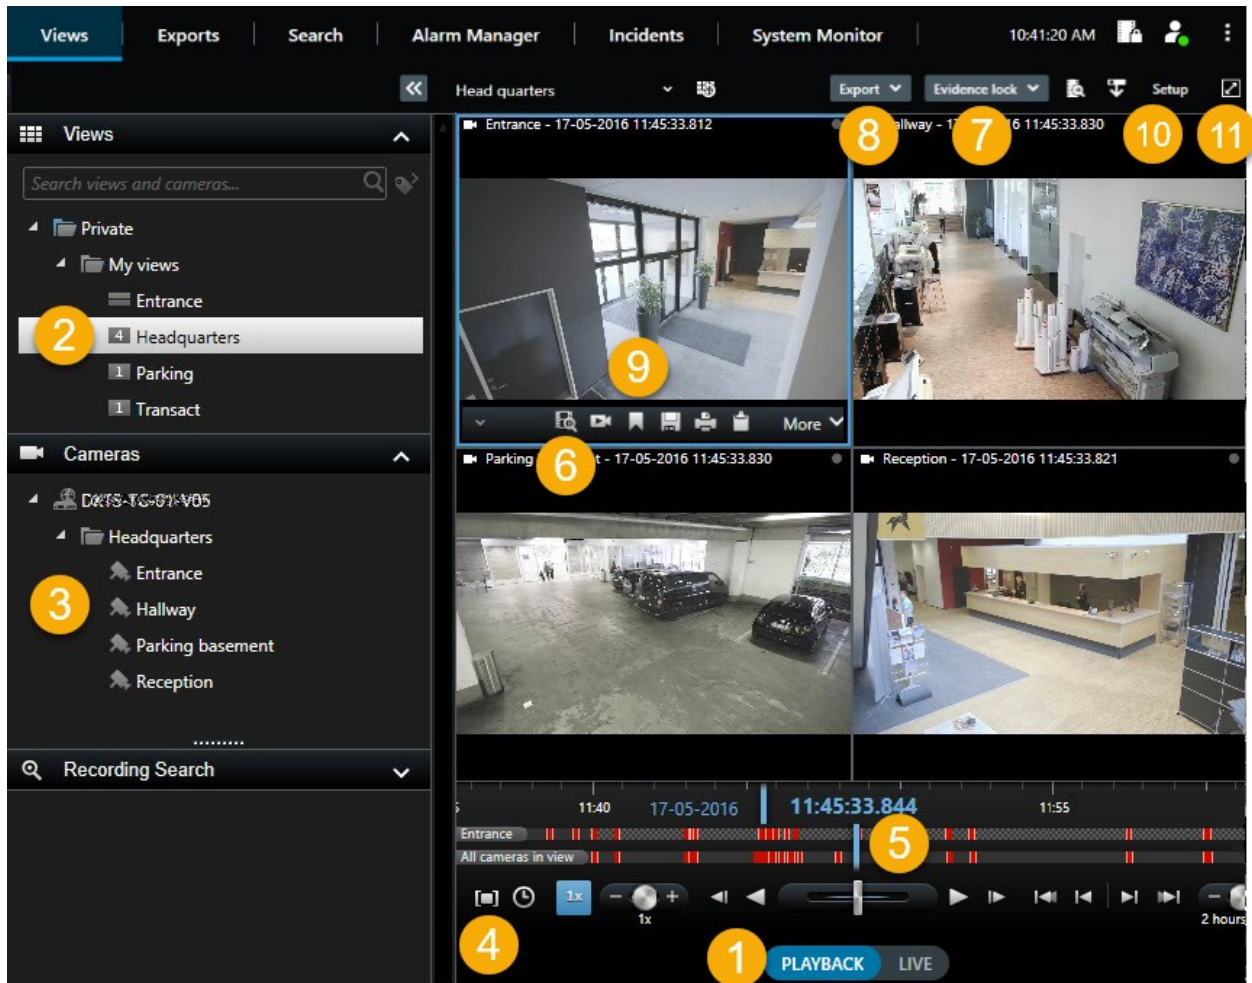 Views Exports Search Alarm Manager Incidents System Monitor 10:41:20 AM
Head quarters Export Evidence lock Setup
Views
Search views and cameras...
Private
My views
Entrance
2
4 Headquarters
1 Parking
1 Transact
Cameras
Headquarters
Entrance
3
Hallway
Parking basement
Reception
Recording Search
Entrance - 17-05-2016 11:45:33.812
8
7
10
11
11:45:33.830
9
More
6
Parking
- 17-05-2016 11:45:33.830
Reception - 17-05-2016 11:45:33.821
11:40 17-05-2016 11:45:33.844 11:55
Entrance
5
All cameras in view
1x
- +
1x
-
2 hours
4
1
PLAYBACK LIVE